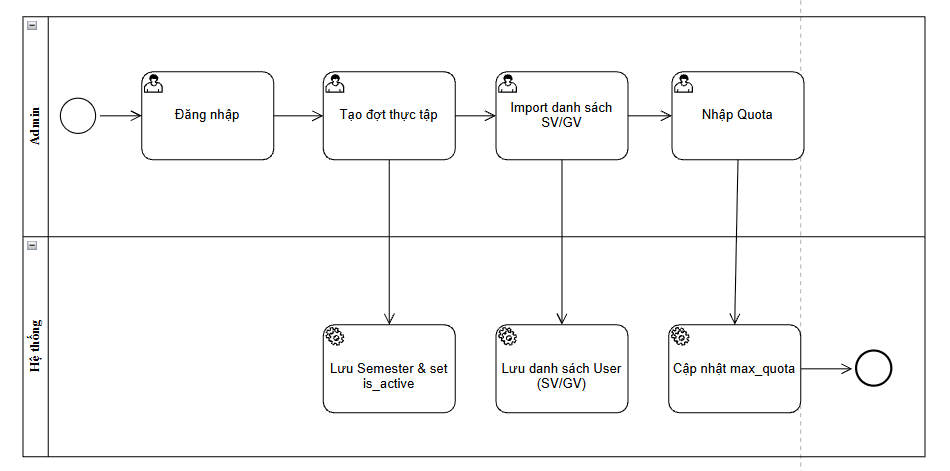 Admin
Đăng nhập
Tạo đợt thực tập
Import danh sách
SV/GV
Nhập Quota
Hệ thống
Lưu Semester & set
is_active
Lưu danh sách User
(SV/GV)
Cập nhật max_quota